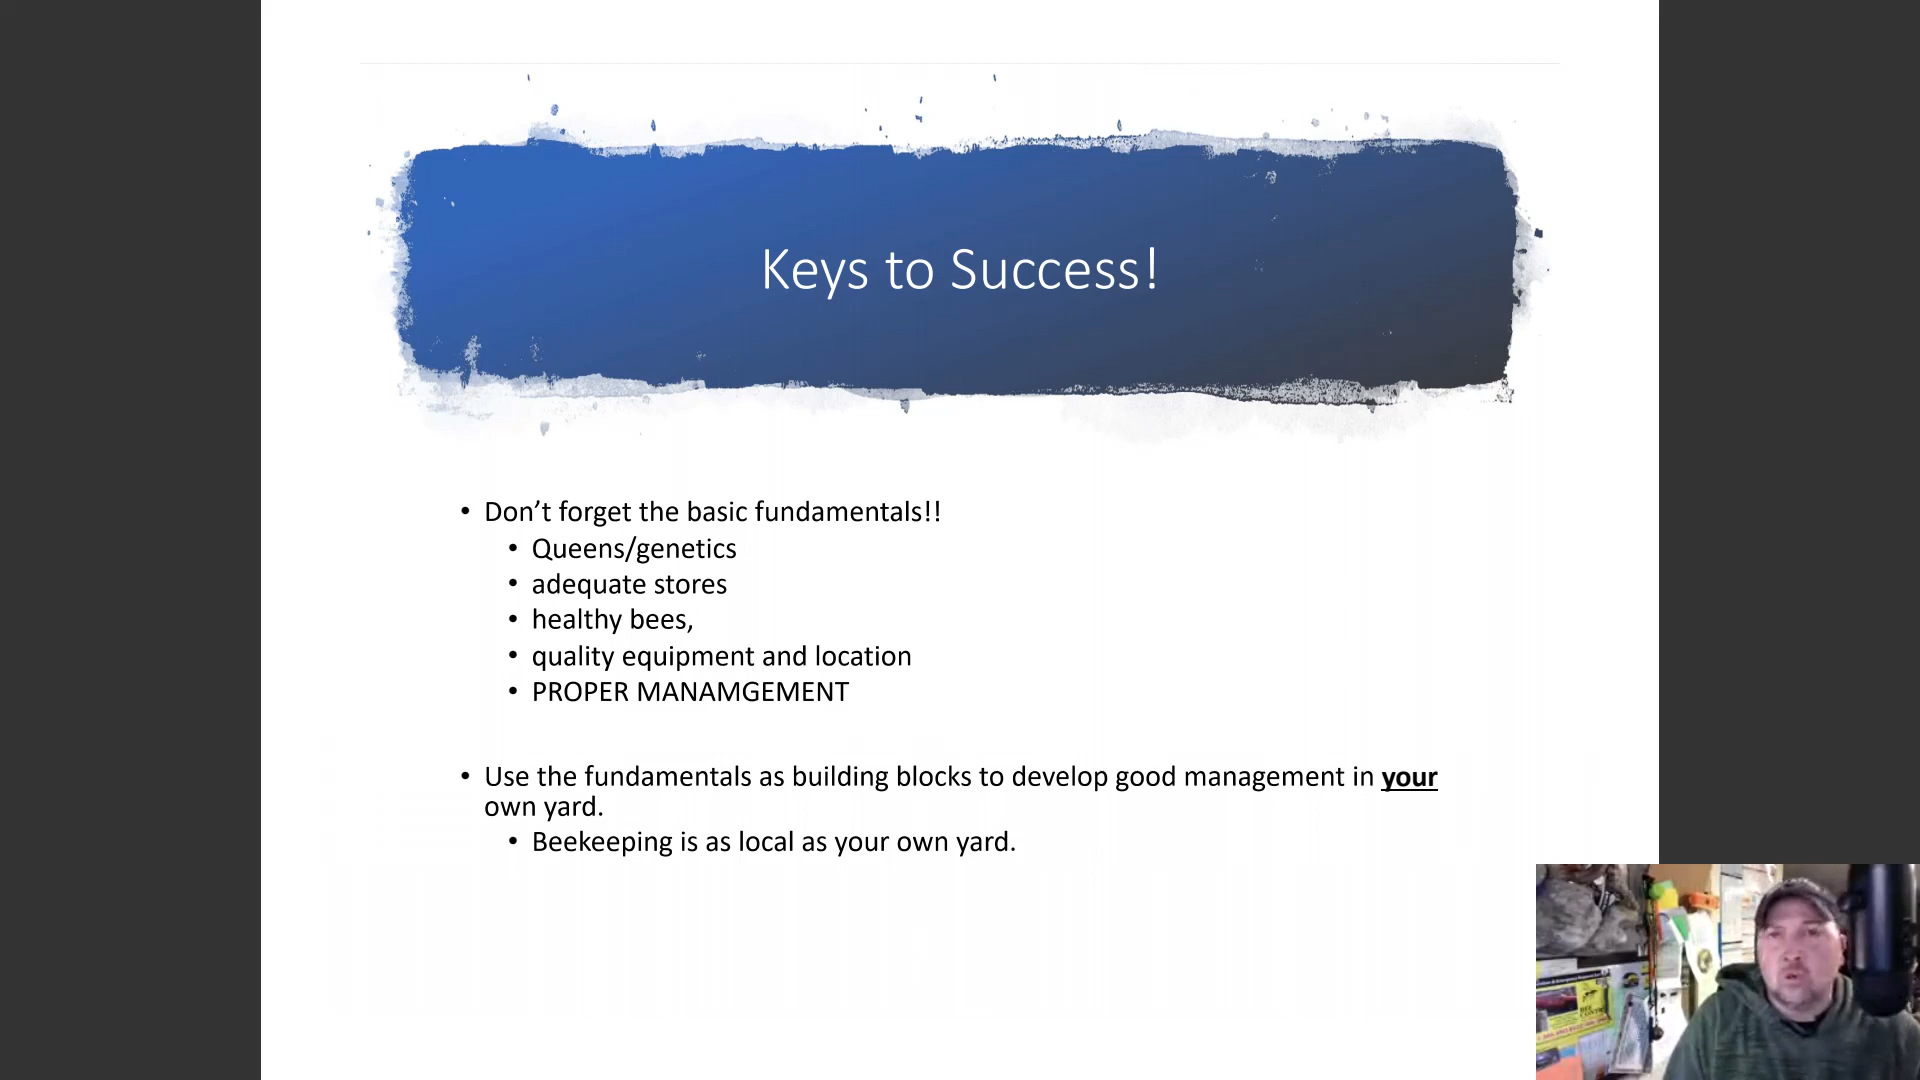 Keys to Success!
• Don’t forget the basic fundamentals!!
• Queens/genetics
• adequate stores
• healthy bees,
• quality equipment and location
• PROPER MANAMGEMENT
• Use the fundamentals as building blocks to develop good management in your
own yard.
• Beekeeping is as local as your own yard.